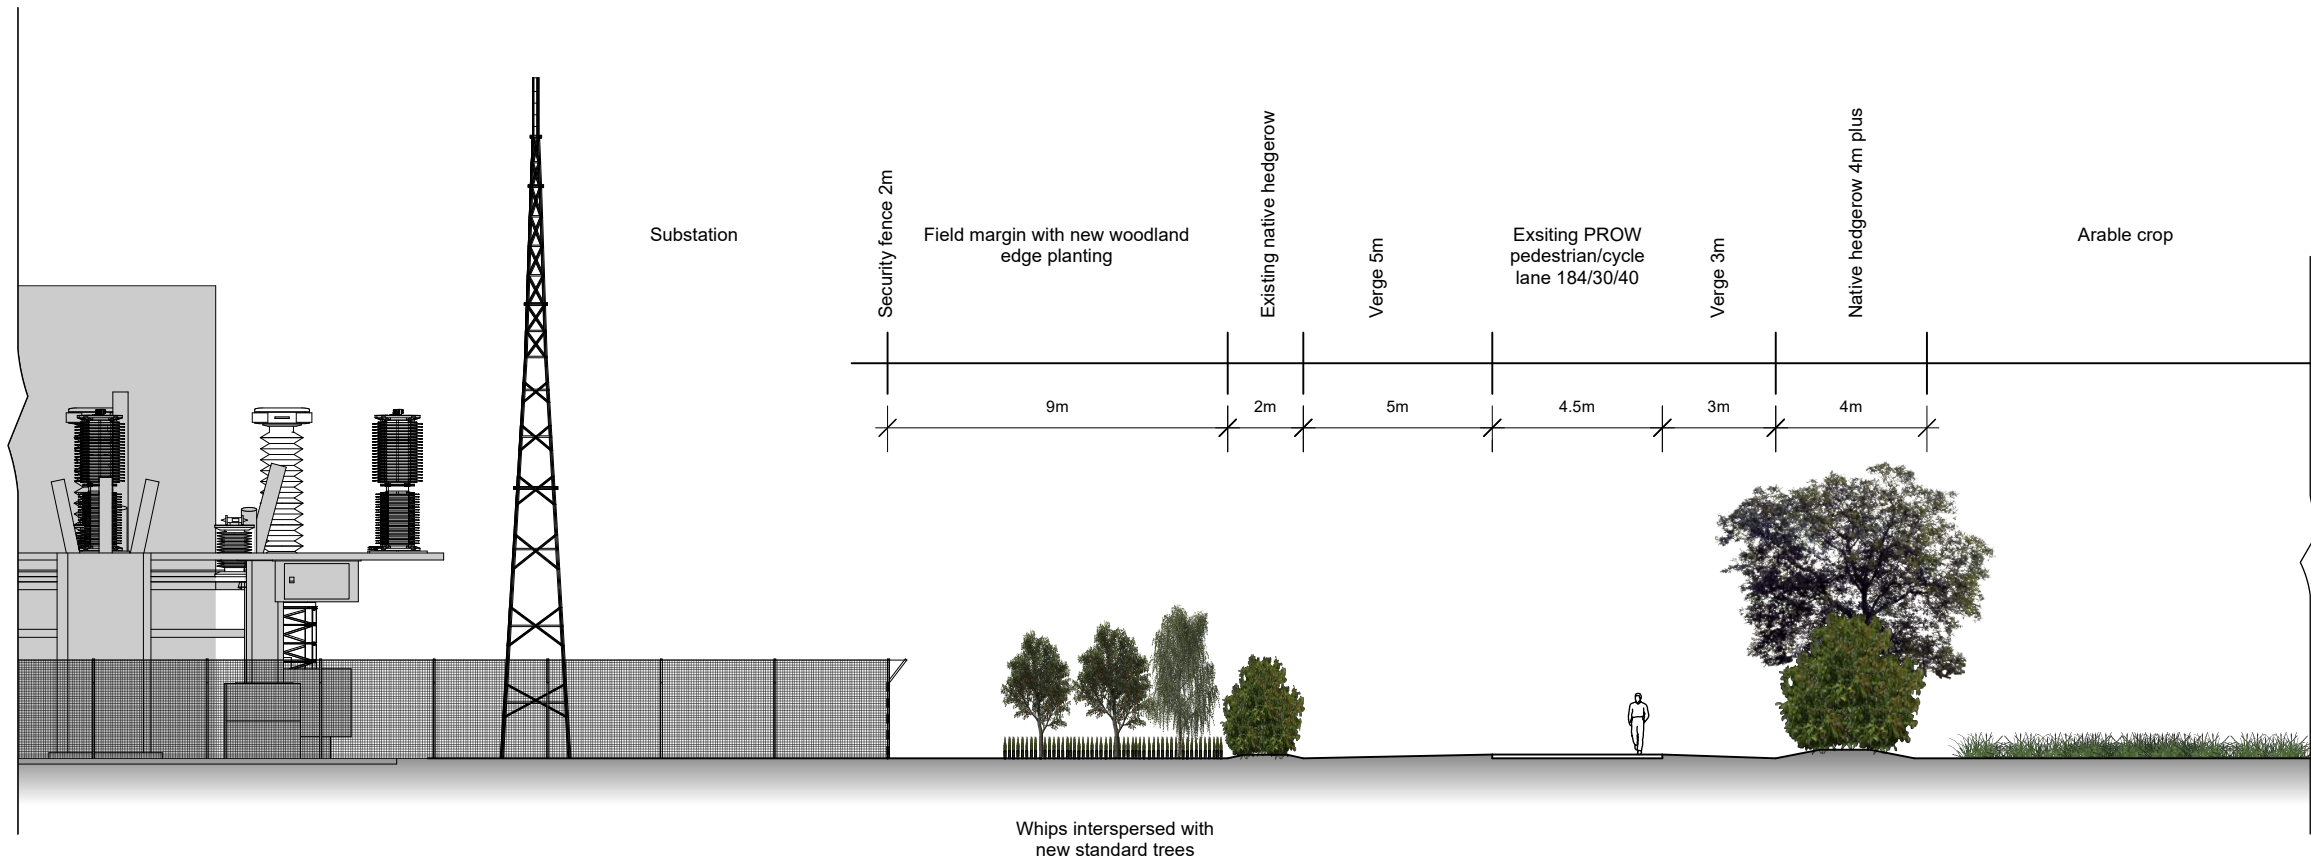 Substation
Security fence 2m
Field margin with new woodland
edge planting
Existing native hedgerow
Verge 5m
Exsiting PROW
pedestrian/cycle
lane 184/30/40
Verge 3m
Native hedgerow 4m plus
Arable crop
9m
2m
5m
4.5m
3m
4m
Whips interspersed with
new standard trees